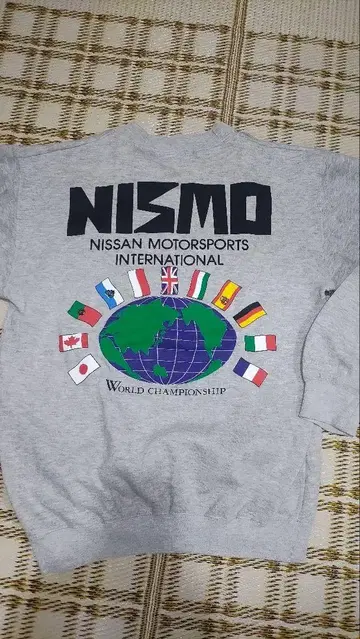 NISMO
NISSAN MOTORSPORTS
INTERNATIONAL
WORLD CHAMPIONSHIP